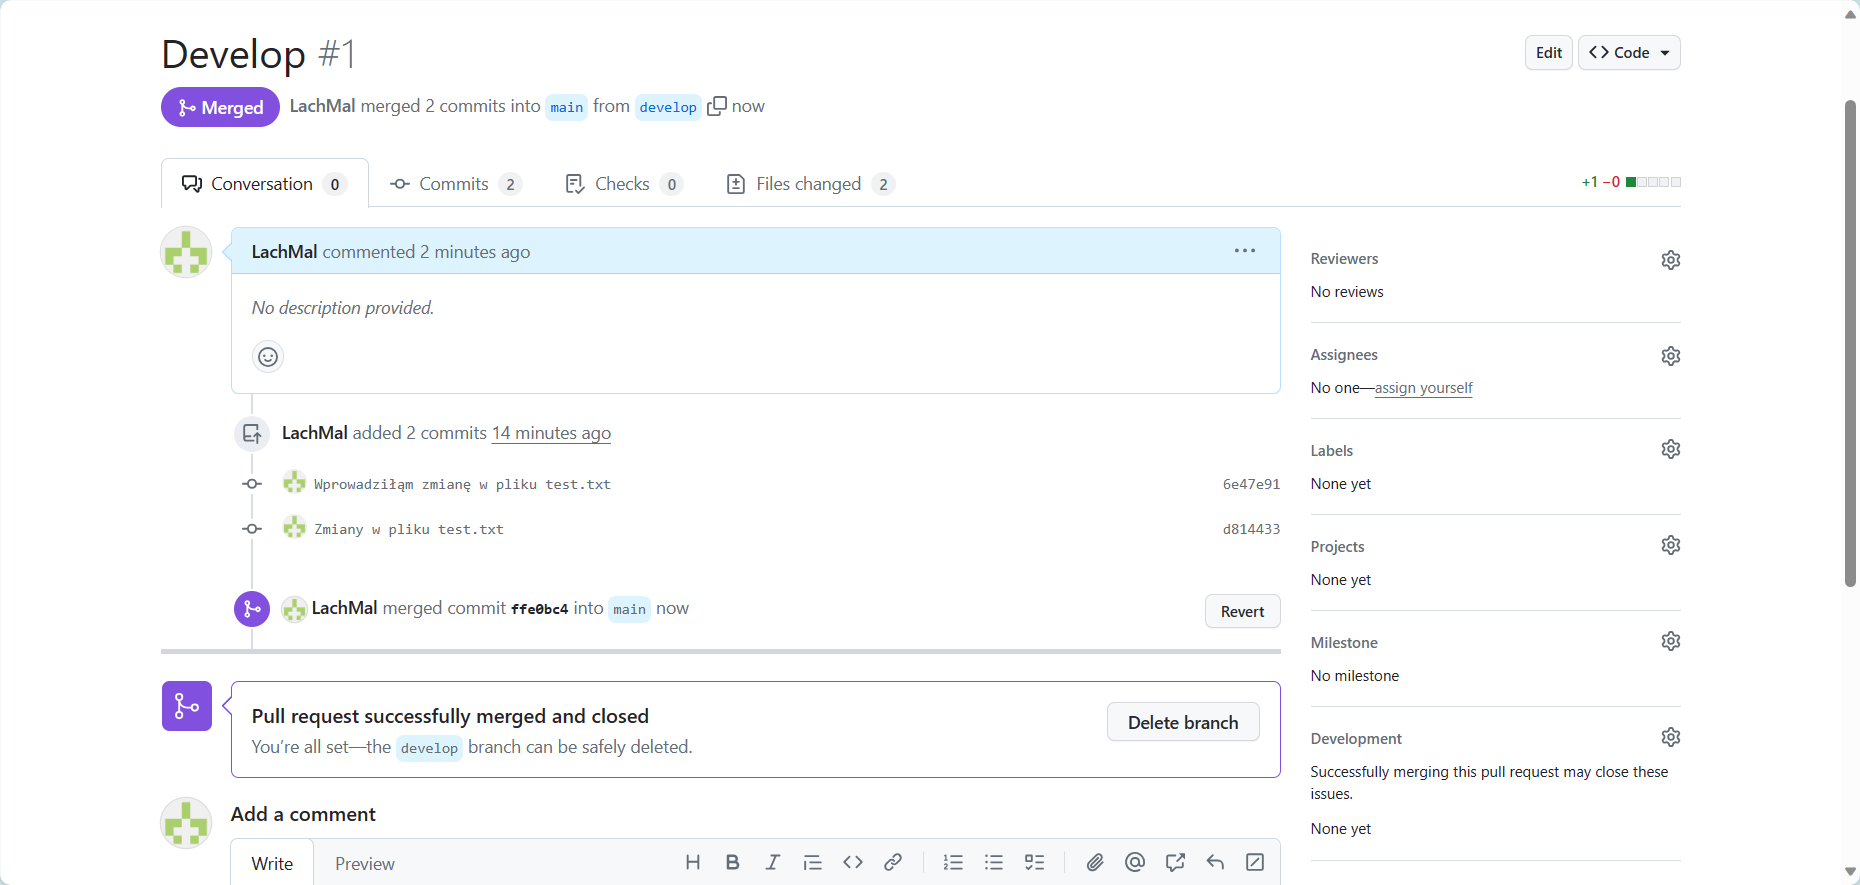 Develop #1
Edit
Code
Merged
LachMal merged 2 commits into main from develop now
Conversation 0
Commits 2
Checks 0
Files changed 2
+1 −0
LachMal commented 2 minutes ago
No description provided.
LachMal added 2 commits 14 minutes ago
Wprowadziłąm zmianę w pliku test.txt
6e47e91
Zmiany w pliku test.txt
d814433
LachMal merged commit ffe0bc4 into main now
Revert
Pull request successfully merged and closed
You’re all set—the develop branch can be safely deleted.
Delete branch
Add a comment
Write
Preview
Reviewers
No reviews
Assignees
No one—assign yourself
Labels
None yet
Projects
None yet
Milestone
No milestone
Development
Successfully merging this pull request may close these
issues.
None yet